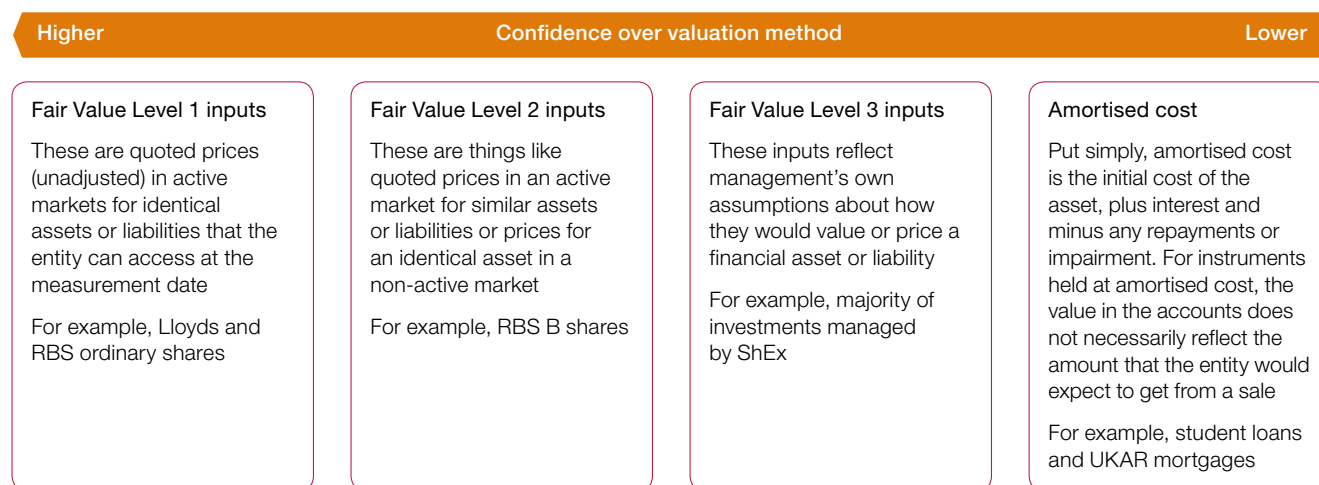 Higher
Confidence over valuation method
Lower
Fair Value Level 1 inputs
These are quoted prices
(unadjusted) in active
markets for identical
assets or liabilities that the
entity can access at the
measurement date
For example, Lloyds and
RBS ordinary shares
Fair Value Level 2 inputs
These are things like
quoted prices in an active
market for similar assets
or liabilities or prices for
an identical asset in a
non-active market
For example, RBS B shares
Fair Value Level 3 inputs
These inputs reflect
management’s own
assumptions about how
they would value or price a
financial asset or liability
For example, majority of
investments managed
by ShEx
Amortised cost
Put simply, amortised cost
is the initial cost of the
asset, plus interest and
minus any repayments or
impairment. For instruments
held at amortised cost, the
value in the accounts does
not necessarily reflect the
amount that the entity would
expect to get from a sale
For example, student loans
and UKAR mortgages